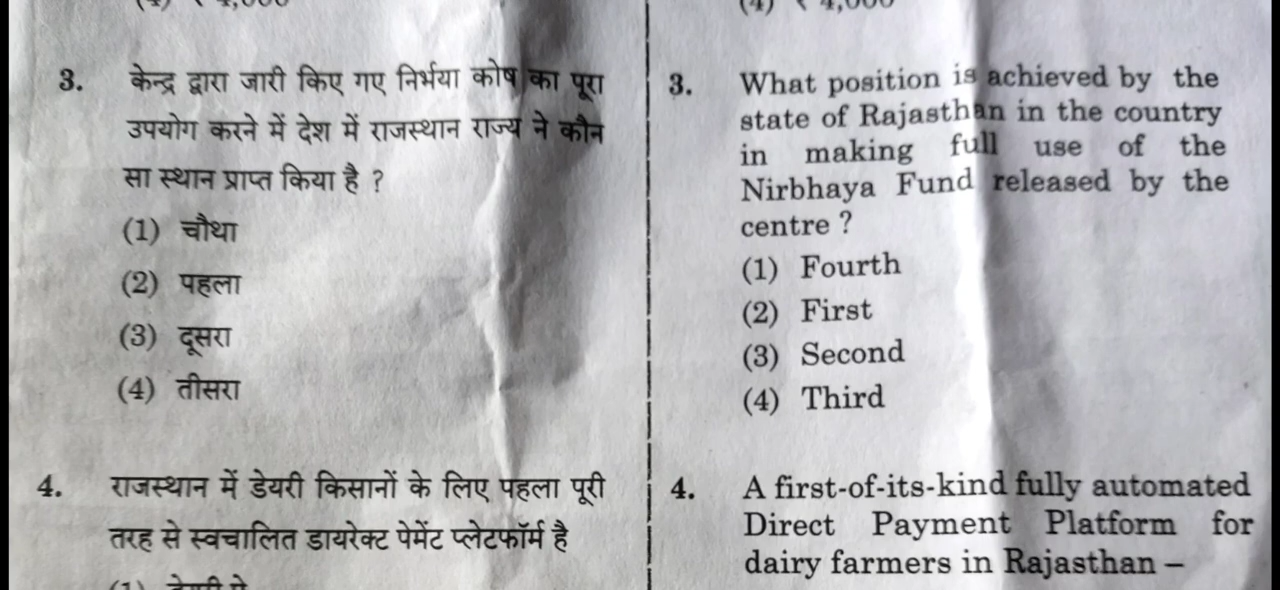 3. केन्द्र द्वारा जारी किए गए निर्भया कोष का पूरा
उपयोग करने में देश में राजस्थान राज्य ने कौन
सा स्थान प्राप्त किया है ?
(1) चौथा
(2) पहला
(3) दूसरा
(4) तीसरा
4. राजस्थान में डेयरी किसानों के लिए पहला पूरी
तरह से स्वचालित डायरेक्ट पेमेंट प्लेटफॉर्म है
(4) ₹ 4,000
3. What position is achieved by the
state of Rajasthan in the country
in making full use of the
Nirbhaya Fund released by the
centre ?
(1) Fourth
(2) First
(3) Second
(4) Third
4. A first-of-its-kind fully automated
Direct Payment Platform for
dairy farmers in Rajasthan –